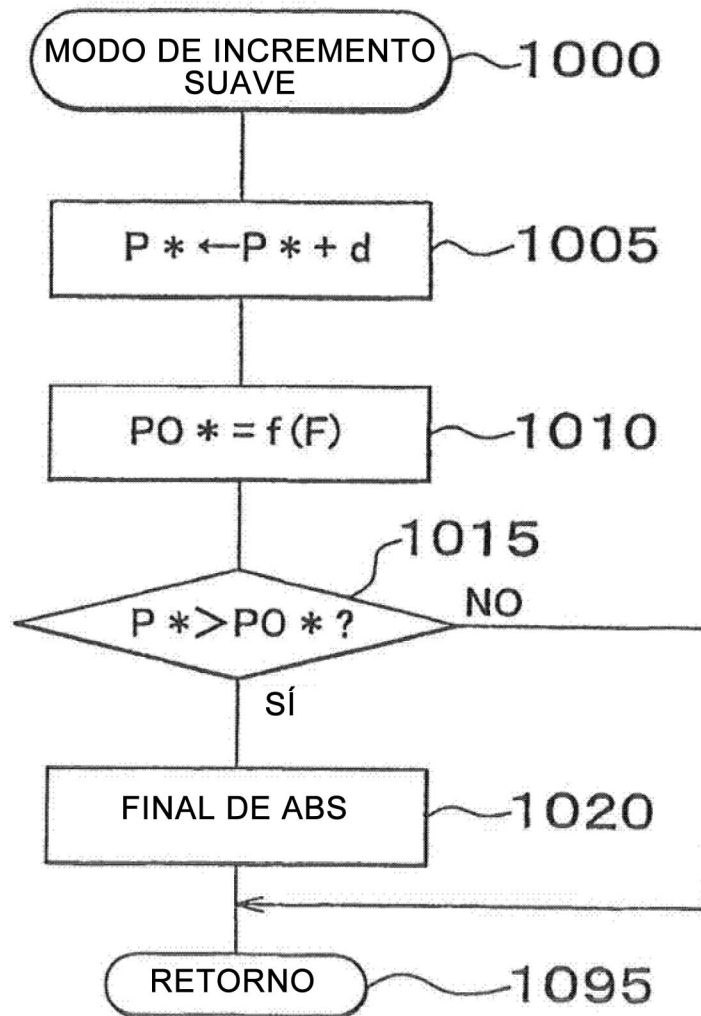 MODO DE INCREMENTO
SUAVE
1000
P * ← P * + d
1005
PO * = f (F)
1010
1015
P * > PO * ?
NO
SÍ
FINAL DE ABS
1020
RETORNO
1095